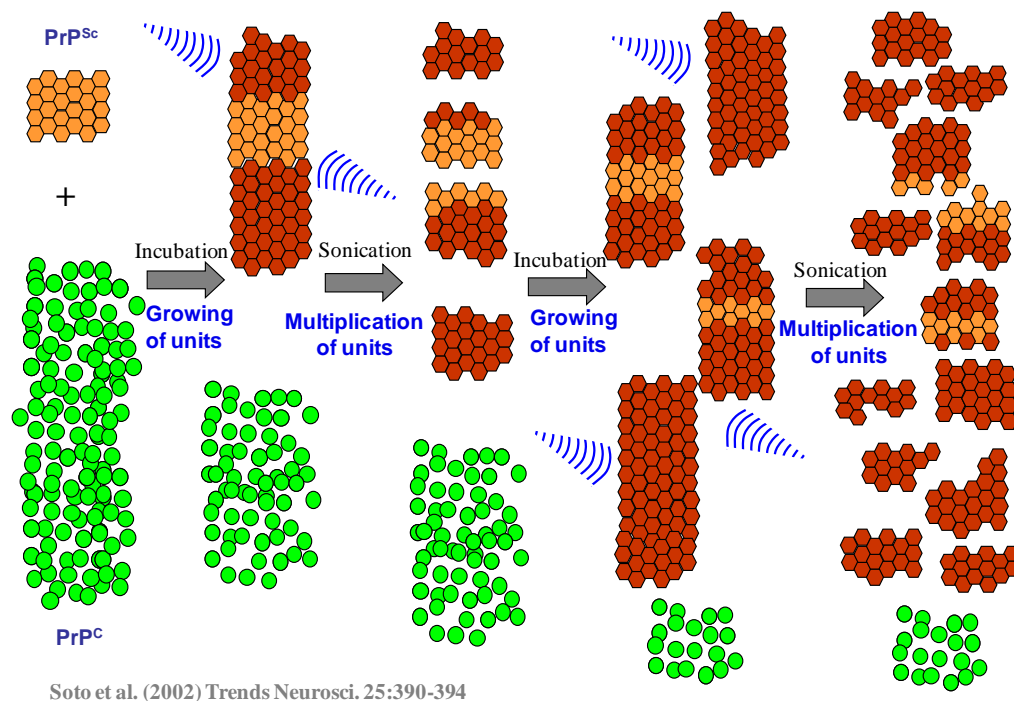 PrPSc
+
Incubation
Growing
of units
Sonication
Multiplication
of units
Incubation
Growing
of units
Sonication
Multiplication
of units
PrPC
Soto et al. (2002) Trends Neurosci. 25:390-394